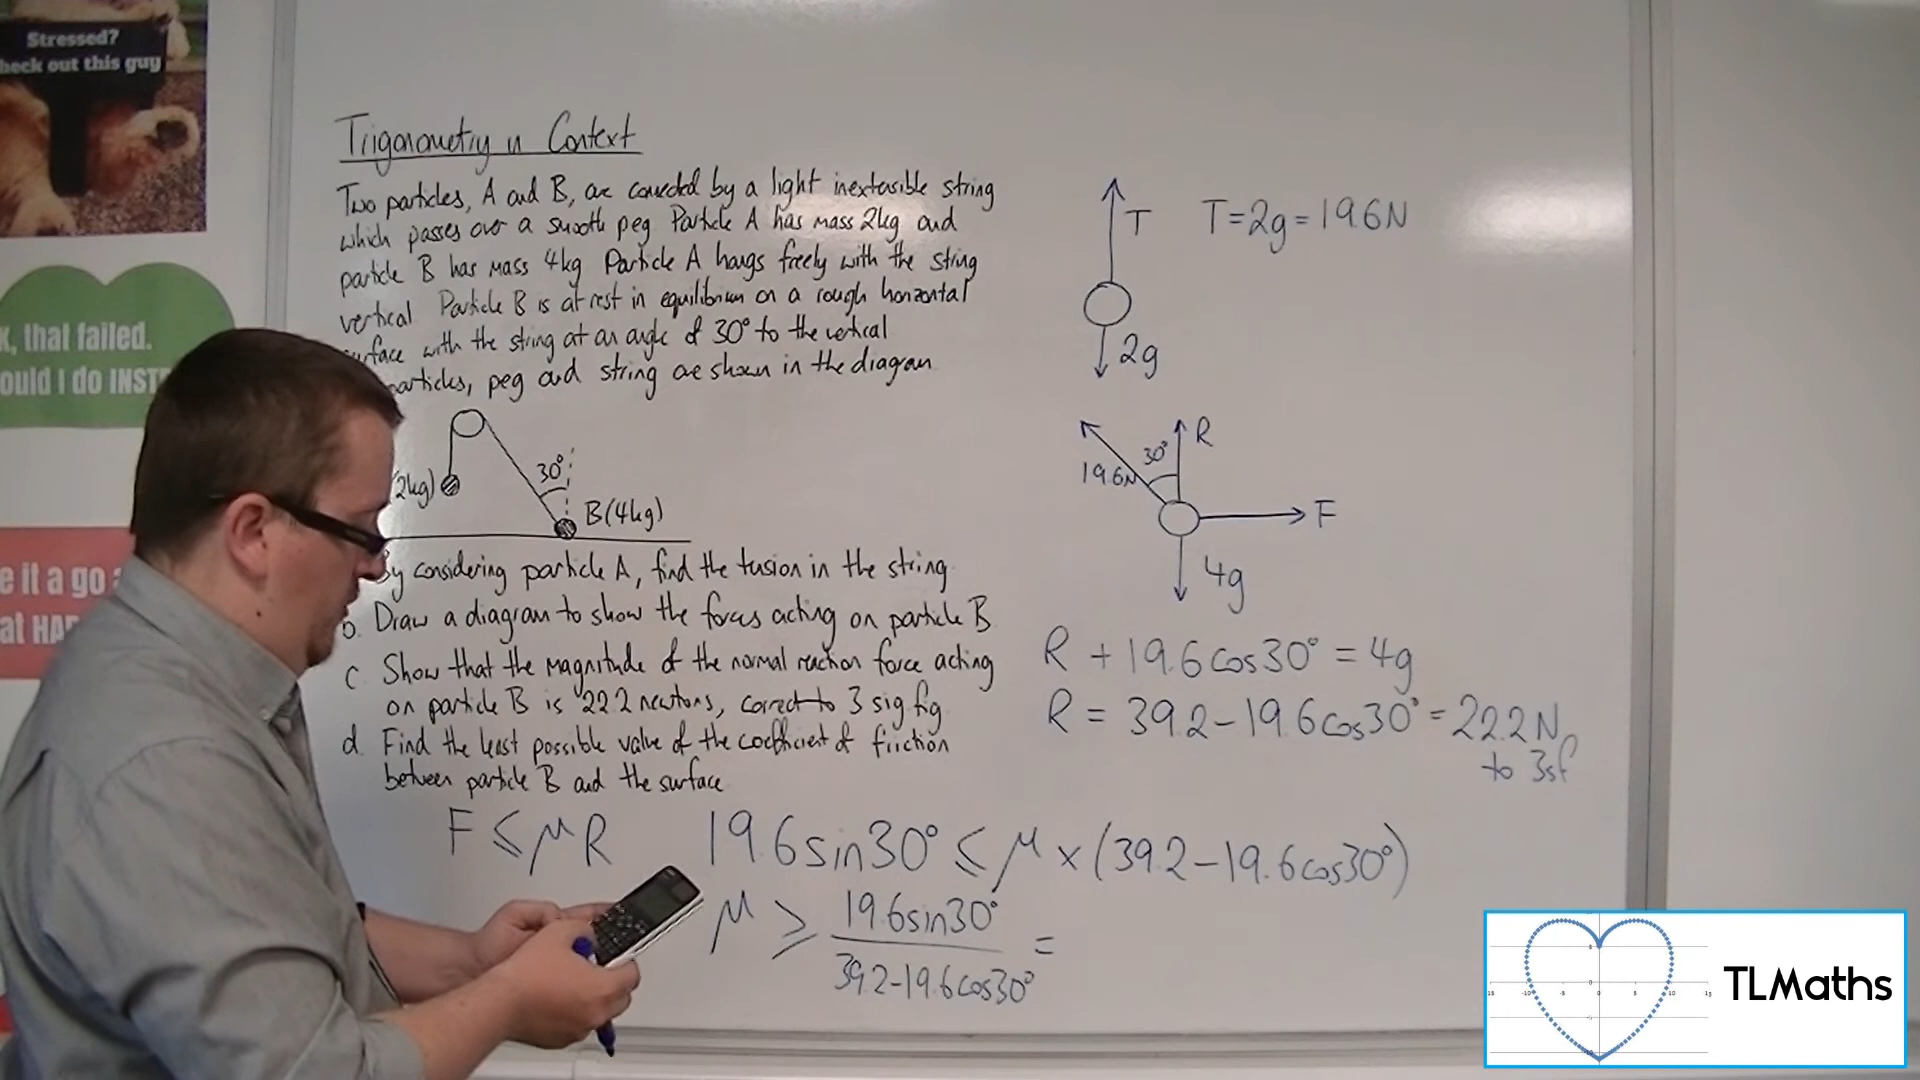 Stressed?
heck out this guy
x, that failed.
ould I do INST
e it a go
at HAR
Trigonometry in Context
Two particles, A and B, are connected by a light inextensible string
which passes over a smooth peg Particle A has mass 2kg and
particle B has mass 4kg Particle A hangs freely with the string
vertical Particle B is at rest in equilibrium on a rough horizontal
urface with the string at an angle of 30° to the vertical
articles, peg and string are shown in the diagram
(2kg)
30°
B(4kg)
By considering particle A, find the tension in the string
b. Draw a diagram to show the forces acting on particle B
c Show that the magnitude of the normal reaction force acting
on particle B is 22.2 newtons, correct to 3 sig fig
d. Find the least possible value of the coefficient of friction
between particle B and the surface
F ≤ μR
19.6sin30° ≤ μ × (39.2-19.6cos30°)
μ ≥ 19.6sin30° =
39.2-19.6cos30°
T
T=2g=19.6N
2g
R
30°
19.6N
F
4g
R + 19.6cos30° = 4g
R = 39.2-19.6cos30° = 22.2N
to 3sf
TLMaths